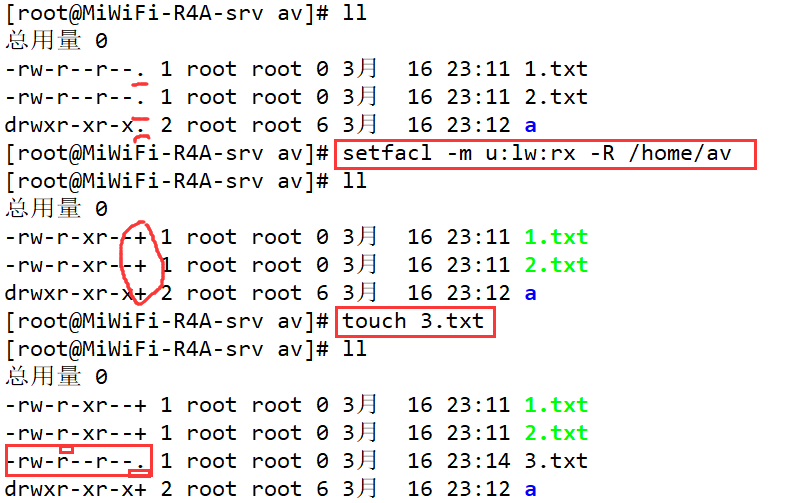 [root@MiWiFi-R4A-srv av]# ll
总用量 0
-rw-r--r--. 1 root root 0 3月  16 23:11 1.txt
-rw-r--r--. 1 root root 0 3月  16 23:11 2.txt
drwxr-xr-x. 2 root root 6 3月  16 23:12 a
[root@MiWiFi-R4A-srv av]# setfacl -m u:lw:rx -R /home/av
[root@MiWiFi-R4A-srv av]# ll
总用量 0
-rw-r-xr--+ 1 root root 0 3月  16 23:11 1.txt
-rw-r-xr--+ 1 root root 0 3月  16 23:11 2.txt
drwxr-xr-x+ 2 root root 6 3月  16 23:12 a
[root@MiWiFi-R4A-srv av]# touch 3.txt
[root@MiWiFi-R4A-srv av]# ll
总用量 0
-rw-r-xr--+ 1 root root 0 3月  16 23:11 1.txt
-rw-r-xr--+ 1 root root 0 3月  16 23:11 2.txt
-rw-r--r--. 1 root root 0 3月  16 23:14 3.txt
drwxr-xr-x+ 2 root root 6 3月  16 23:12 a